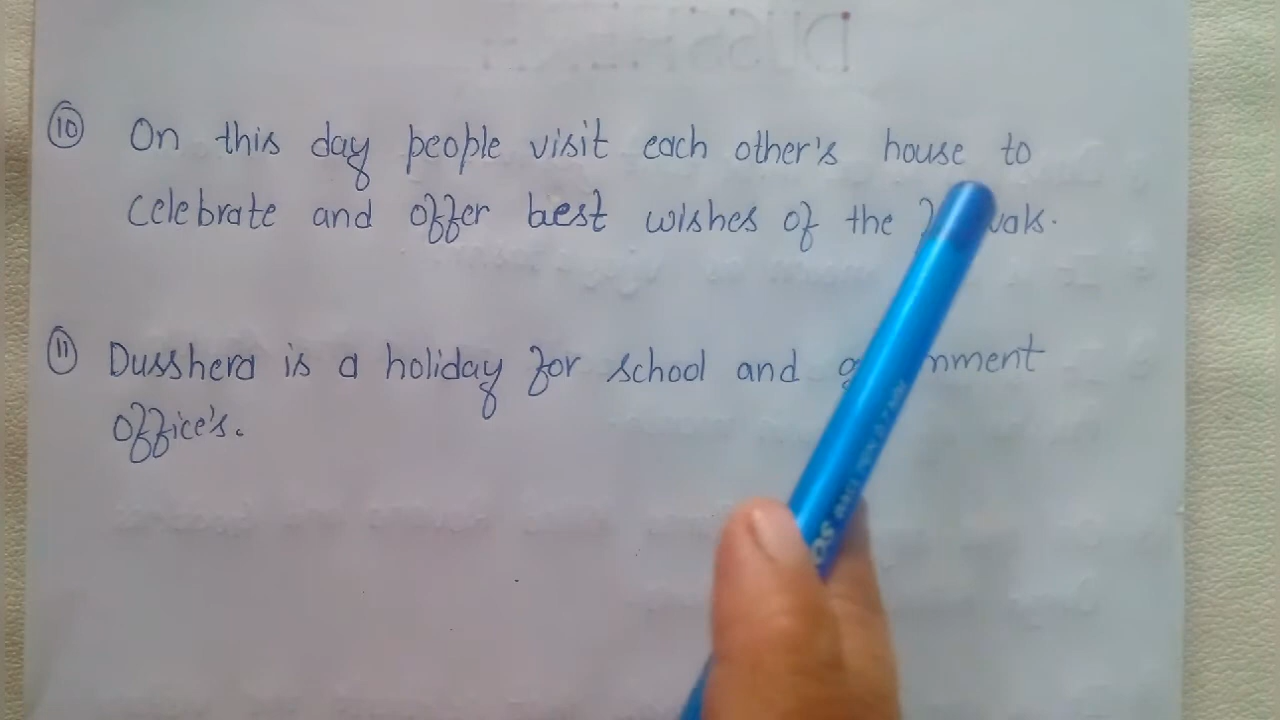 10 On this day people visit each other's house to
celebrate and offer best wishes of the
11 Dusshera is a holiday for school and
office's.